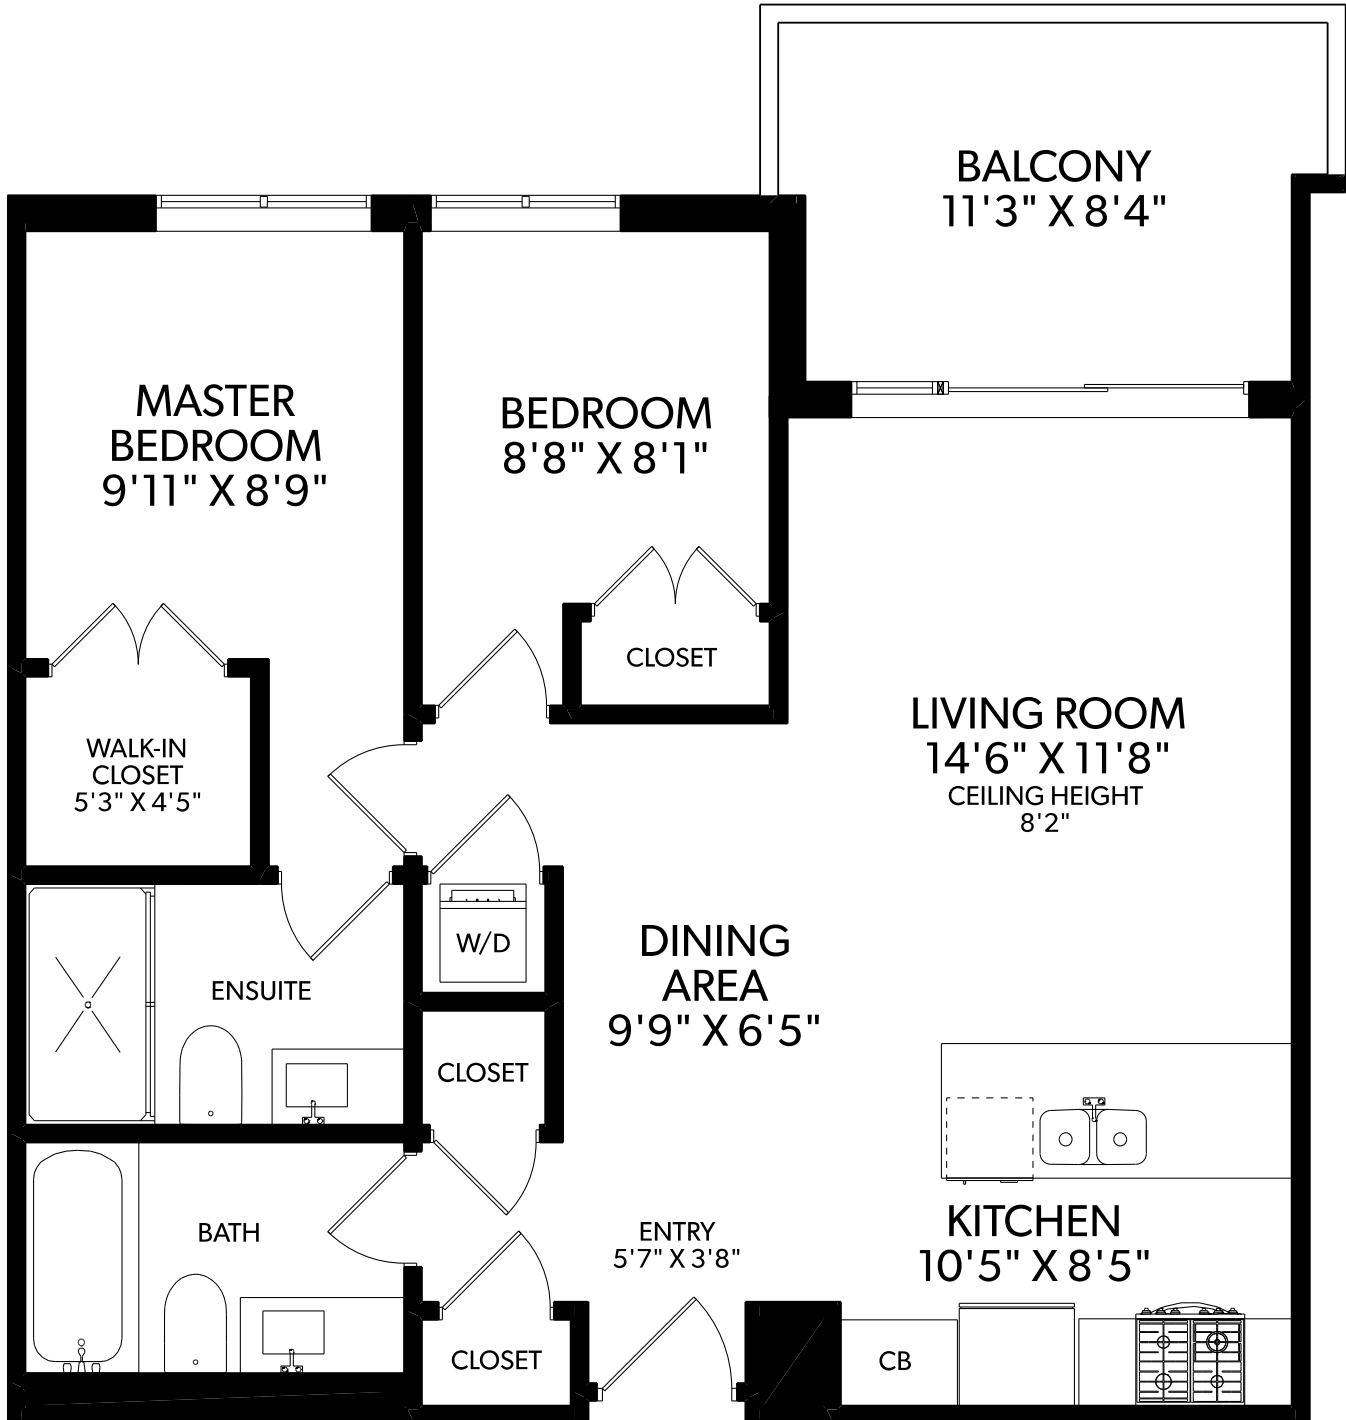 BALCONY
11'3" X 8'4"
MASTER
BEDROOM
9'11" X 8'9"
BEDROOM
8'8" X 8'1"
CLOSET
WALK-IN
CLOSET
5'3" X 4'5"
LIVING ROOM
14'6" X 11'8"
CEILING HEIGHT
8'2"
W/D
ENSUITE
DINING
AREA
9'9" X 6'5"
CLOSET
BATH
ENTRY
5'7" X 3'8"
KITCHEN
10'5" X 8'5"
CLOSET
CB